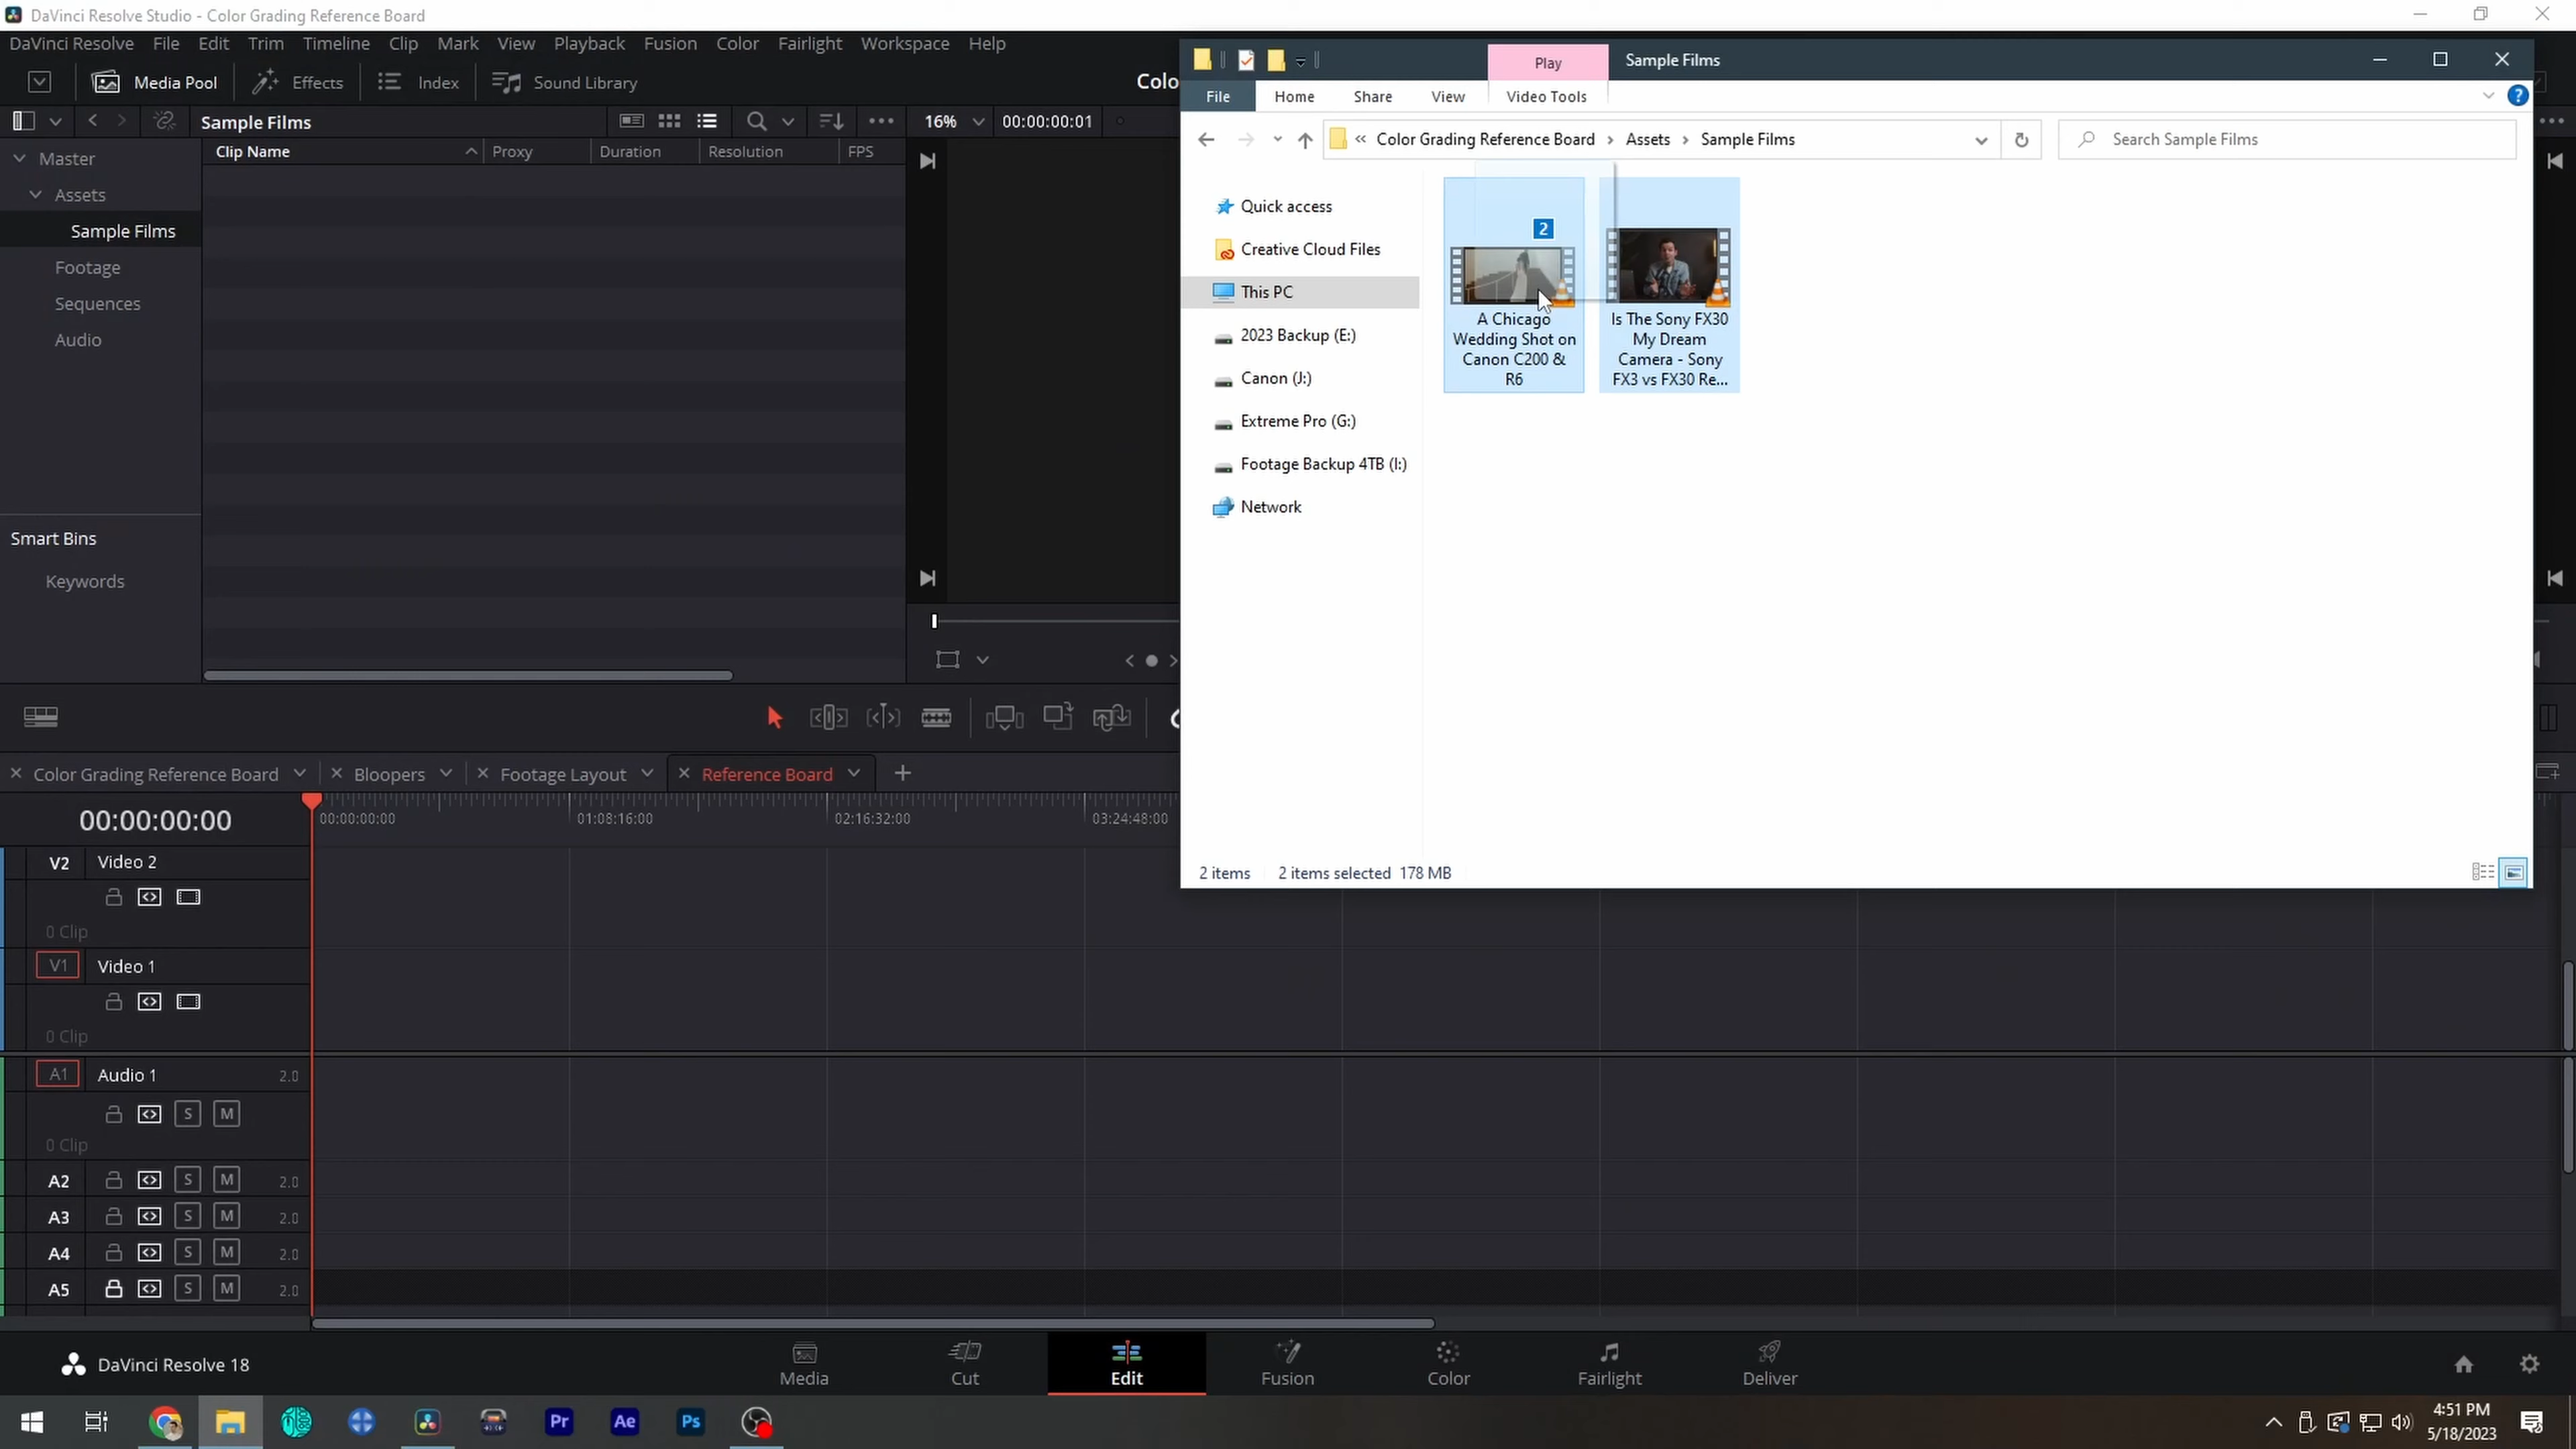 DaVinci Resolve Studio - Color Grading Reference Board
DaVinci Resolve File Edit Trim Timeline Clip Mark View Playback Fusion Color Fairlight Workspace Help
Media Pool Effects Index Sound Library Colo
Sample Films 16% 00:00:00:01
Clip Name Proxy Duration Resolution FPS
Master
Assets
Sample Films
Footage
Sequences
Audio
Smart Bins
Keywords
Play Sample Films
File Home Share View Video Tools
« Color Grading Reference Board Assets Sample Films Search Sample Films
Quick access
Creative Cloud Files
This PC
2023 Backup (E:)
Canon (J:)
Extreme Pro (G:)
Footage Backup 4TB (I:)
Network
2
A Chicago
Wedding Shot on
Canon C200 &
R6
Is The Sony FX30
My Dream
Camera - Sony
FX3 vs FX30 Re...
2 items 2 items selected 178 MB
Color Grading Reference Board Bloopers Footage Layout Reference Board
00:00:00:00 00:00:00:00 01:08:16:00 02:16:32:00 03:24:48:00
V2 Video 2
0 Clip
V1 Video 1
0 Clip
A1 Audio 1 2.0
S M
0 Clip
A2 S M 2.0
A3 S M 2.0
A4 S M 2.0
A5 S M 2.0
DaVinci Resolve 18 Media Cut Edit Fusion Color Fairlight Deliver
Pr Ae Ps
4:51 PM
5/18/2023